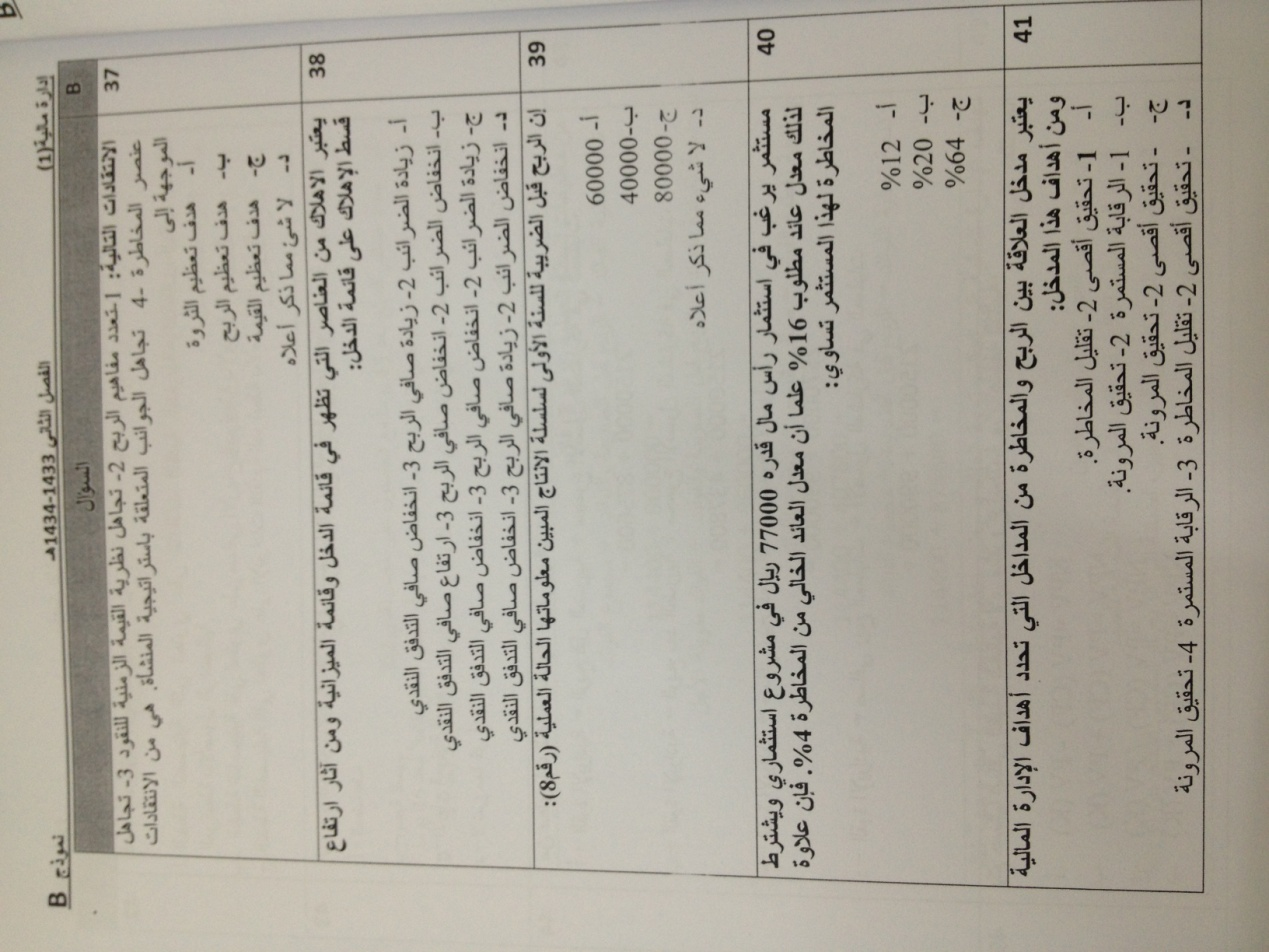 إدارة مالية(1)
الفصل الثاني 1433-1434هـ
نموذج B
B
السؤال
37
الانتقادات التالية: 1-تعدد مفاهيم الربح 2- تجاهل نظرية القيمة الزمنية للنقود 3- تجاهل
عنصر المخاطرة 4- تجاهل الجوانب المتعلقة باستراتيجية المنشأة. هي من الانتقادات
الموجهة إلى
أ- هدف تعظيم الثروة
ب- هدف تعظيم الربح
ج- هدف تعظيم القيمة
د- لا شئ مما ذكر أعلاه
38
يعتبر الاهلاك من العناصر التي تظهر في قائمة الدخل وقائمة الميزانية ومن آثار ارتفاع
قسط الإهلاك على قائمة الدخل:
أ- زيادة الضرائب 2- زيادة صافي الربح 3- انخفاض صافي التدفق النقدي
ب- انخفاض الضرائب 2- انخفاض صافي الربح 3- ارتفاع صافي التدفق النقدي
ج- زيادة الضرائب 2- انخفاض صافي الربح 3- انخفاض صافي التدفق النقدي
د- انخفاض الضرائب 2- زيادة صافي الربح 3- انخفاض صافي التدفق النقدي
39
إن الربح قبل الضريبة للسنة الأولى لسلسلة الانتاج المبين معلوماتها الحالة العملية (رقم8):
أ- 60000
ب-40000
ج-80000
د- لا شيء مما ذكر أعلاه
40
مستثمر يرغب في استثمار رأس مال قدره 77000 ريال في مشروع استثماري ويشترط
لذلك معدل عائد مطلوب 16% علما أن معدل العائد الخالي من المخاطرة 4%. فإن علاوة
المخاطرة لهذا المستثمر تساوي:
أ- 12%
ب- 20%
ج- 64%
41
يعتبر مدخل العلاقة بين الربح والمخاطرة من المداخل التي تحدد أهداف الإدارة المالية
ومن أهداف هذا المدخل:
أ- 1- تحقيق أقصى 2- تقليل المخاطرة.
ب- 1- الرقابة المستمرة 2- تحقيق المرونة.
ج- - تحقيق أقصى 2- تحقيق المرونة.
د- - تحقيق أقصى 2- تقليل المخاطرة 3- الرقابة المستمرة 4- تحقيق المرونة